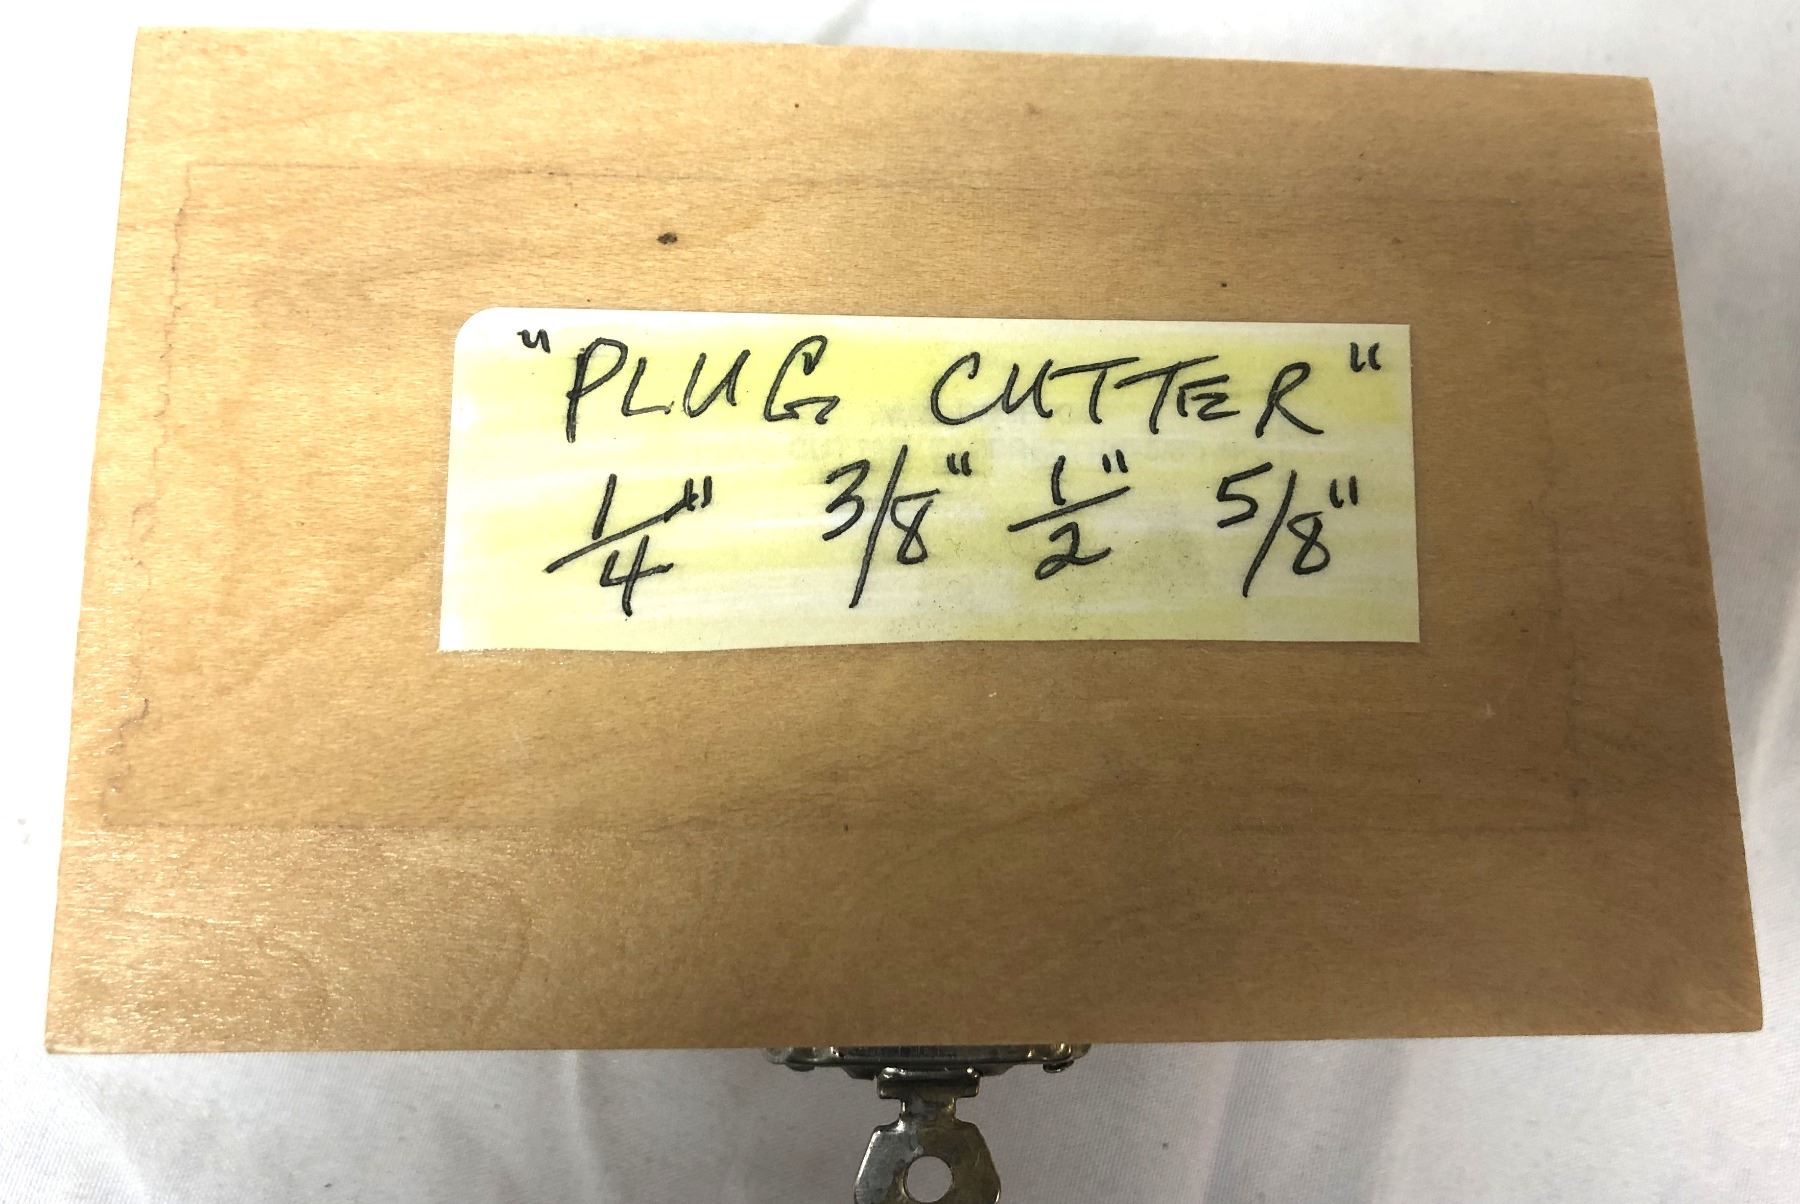 "PLUG CUTTER"
1/4" 3/8" 1/2" 5/8"